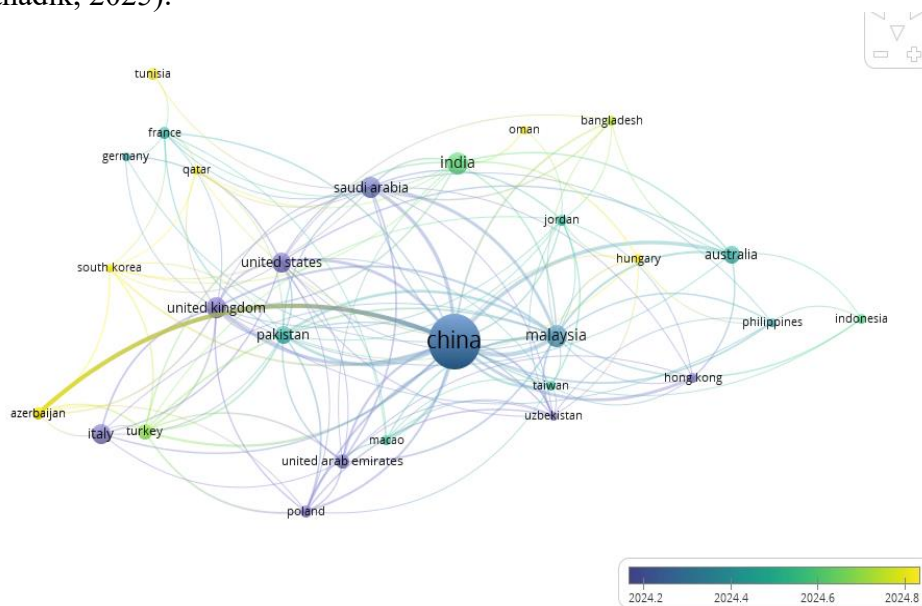 2025).
tunisia
france
bangladesh
oman
germany
india
qatar
saudi arabia
jordan
australia
hungary
united states
south korea
united kingdom
indonesia
philippines
pakistan
china
malaysia
hong kong
taiwan
azerbaijan
uzbekistan
italy
turkey
macao
united arab emirates
poland
2024.2 2024.4 2024.6 2024.8